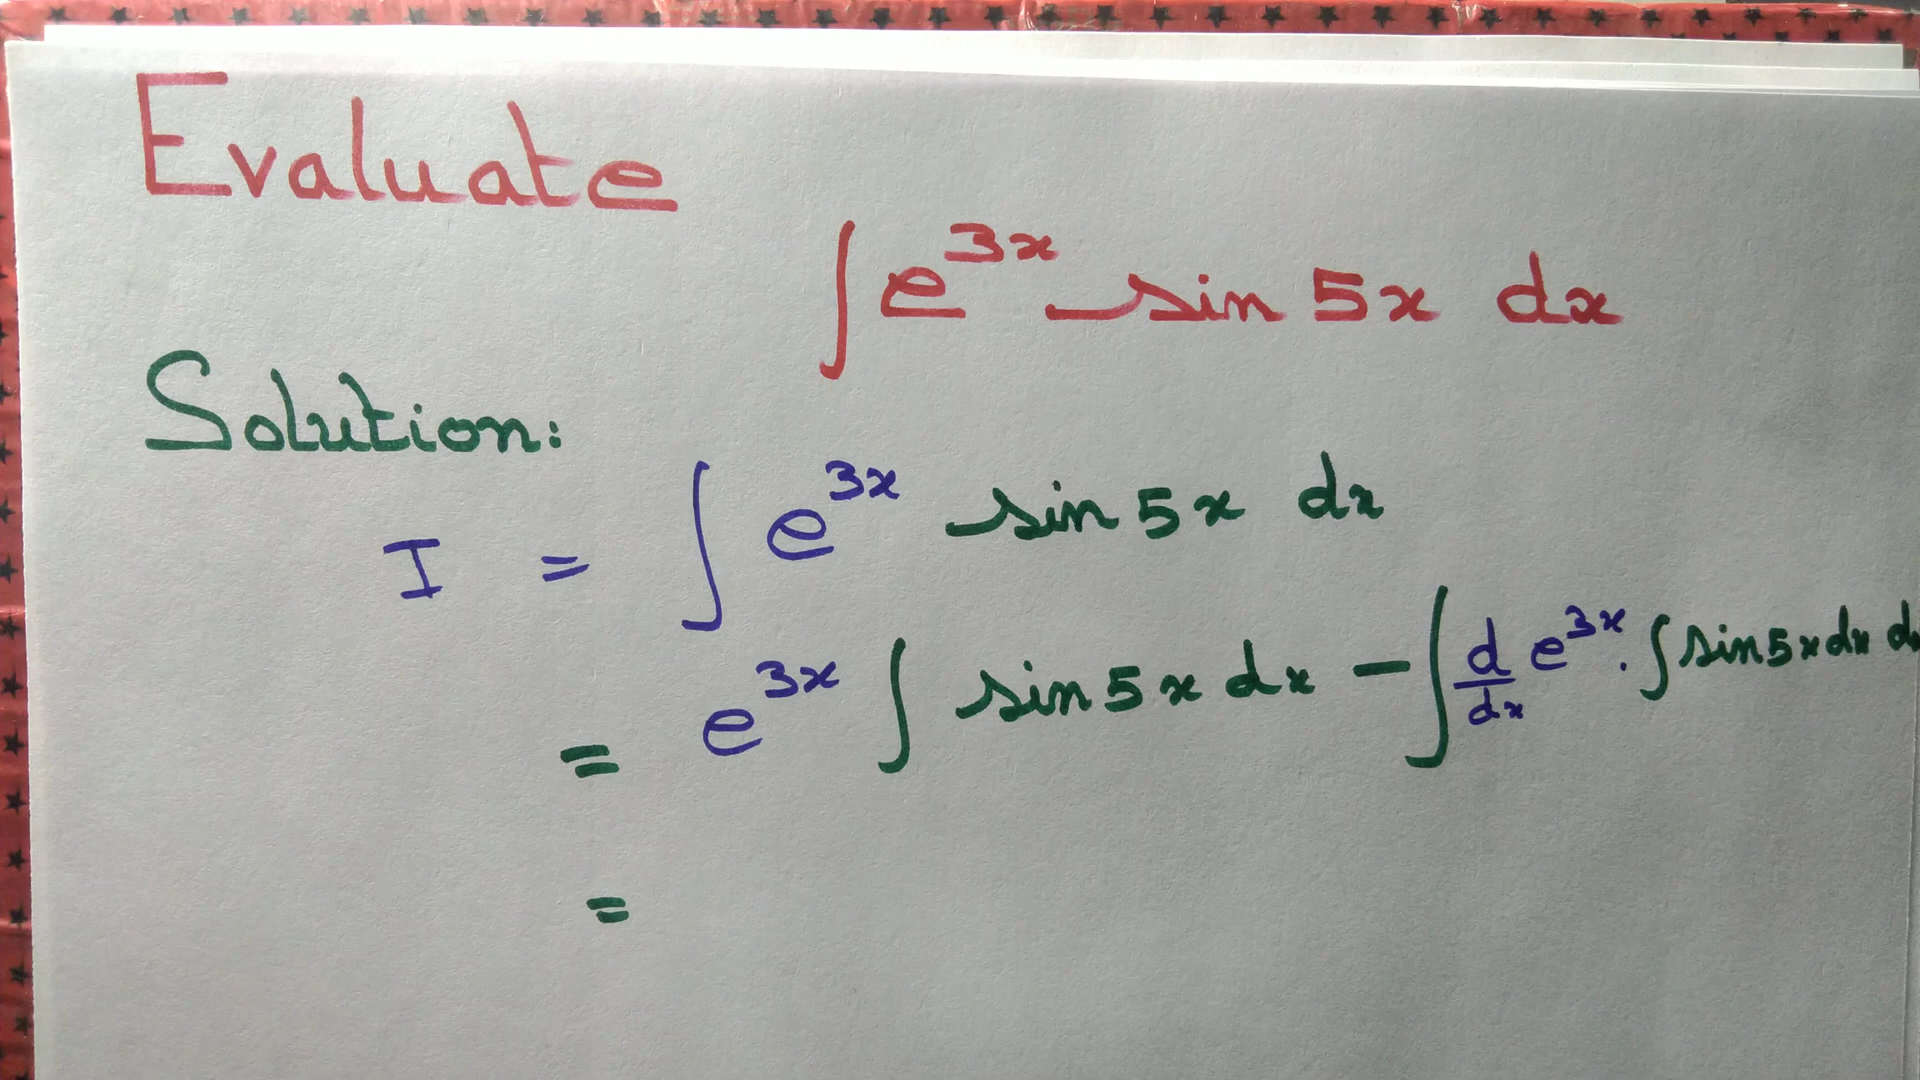 Evaluate
∫ e^{3x} sin 5x dx
Solution:
I = ∫ e^{3x} sin 5x dx
= e^{3x} ∫ sin 5x dx - ∫ d/dx e^{3x} . ∫ sin 5x dx dx
=